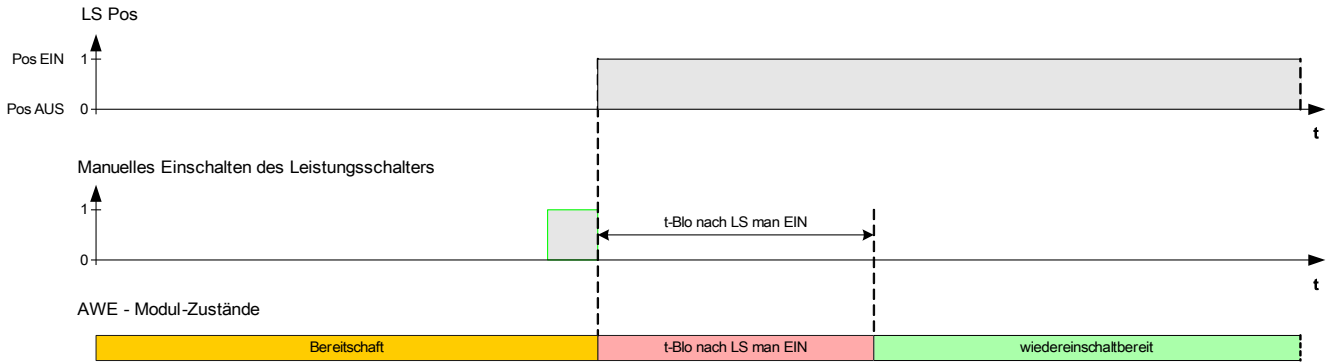 LS Pos
Pos EIN 1
Pos AUS 0
t
Manuelles Einschalten des Leistungsschalters
1
t-Blo nach LS man EIN
0
t
AWE - Modul-Zustände
Bereitschaft t-Blo nach LS man EIN wiedereinschaltbereit